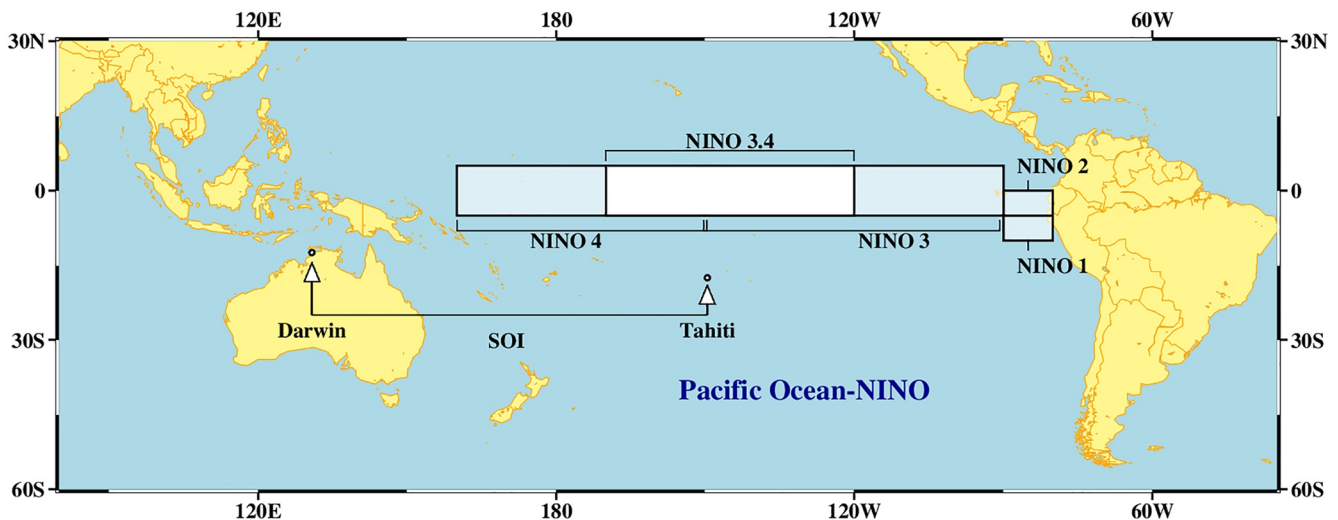 120E 180 120W 60W
30N 30N
NINO 3.4
NINO 2
0 0
NINO 4 NINO 3
NINO 1
Darwin Tahiti
SOI
30S 30S
Pacific Ocean-NINO
60S 60S
120E 180 120W 60W